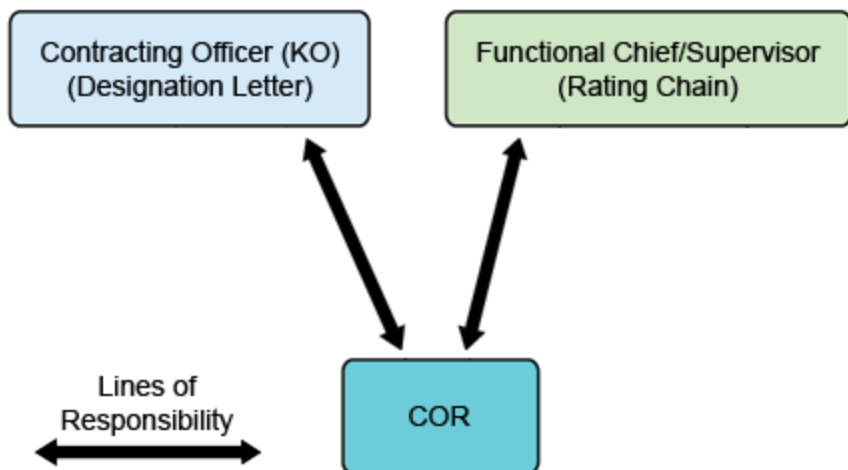 Contracting Officer (KO)
(Designation Letter)
Functional Chief/Supervisor
(Rating Chain)
Lines of
Responsibility
COR